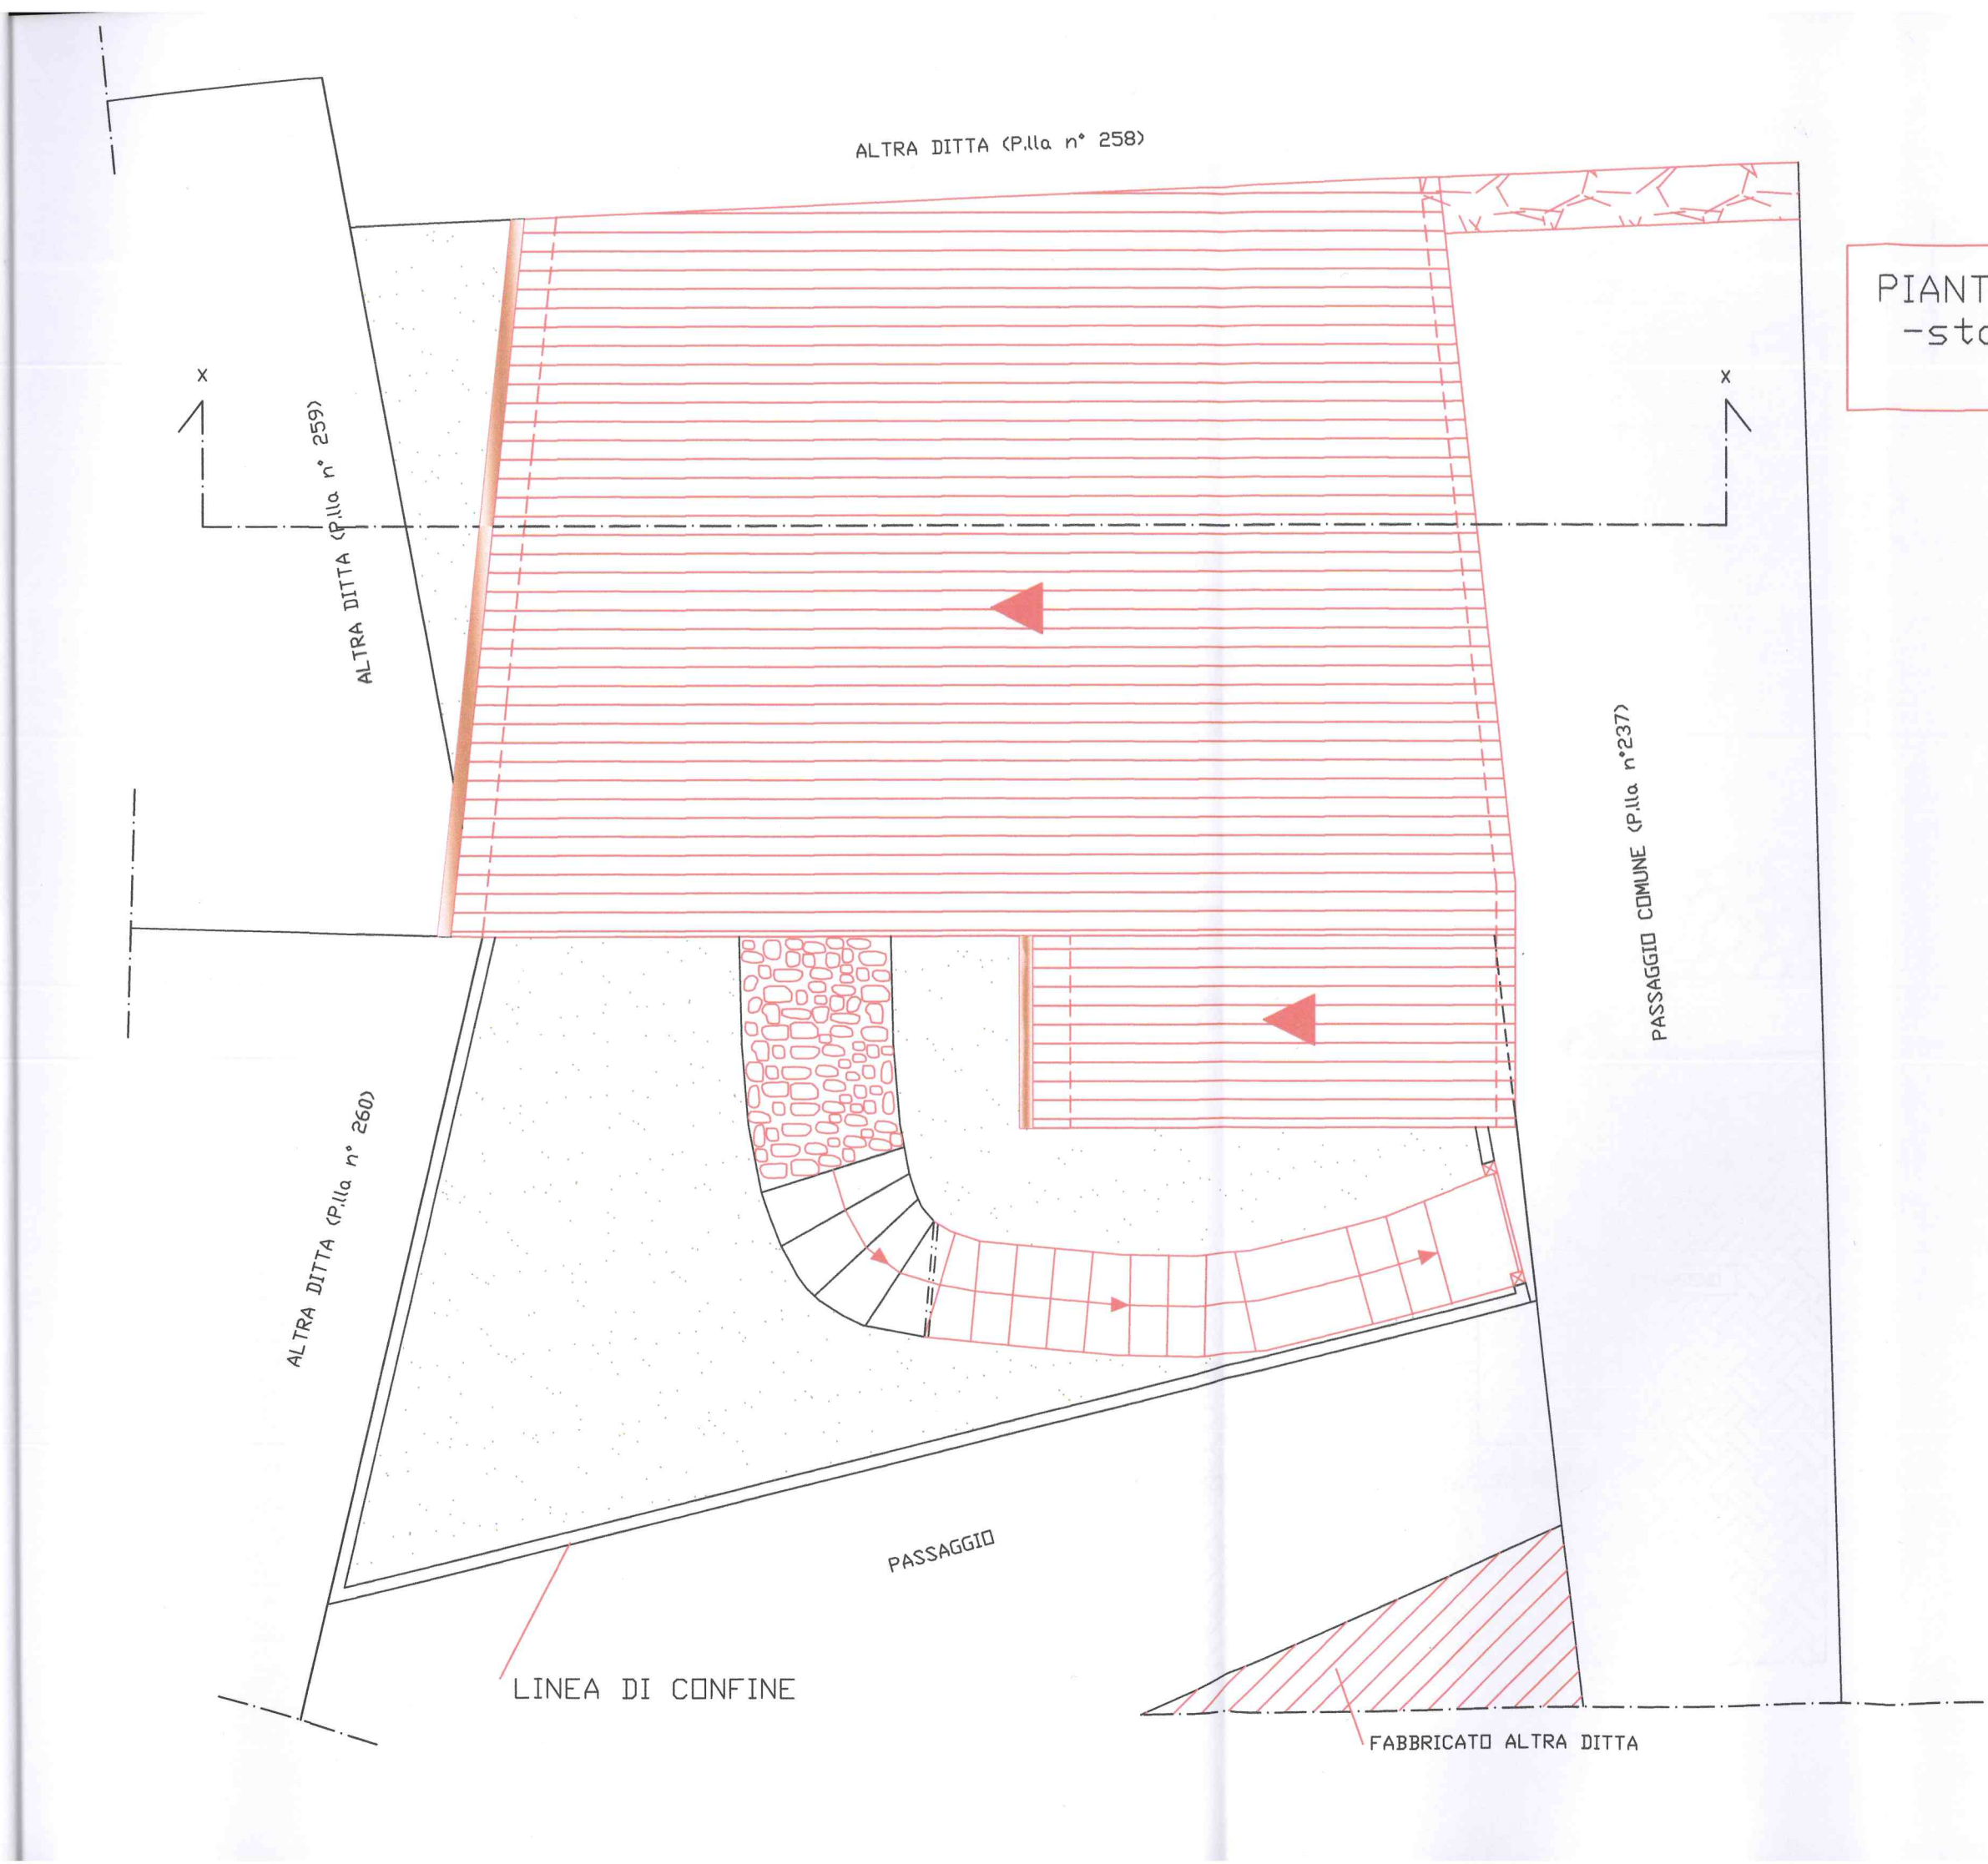 ALTRA DITTA (P.lla n° 258)
PIANT
-sto
x
x
ALTRA DITTA (P.lla n° 259)
PASSAGGIO COMUNE (P.lla n°237)
ALTRA DITTA (P.lla n° 260)
PASSAGGIO
LINEA DI CONFINE
FABBRICATO ALTRA DITTA